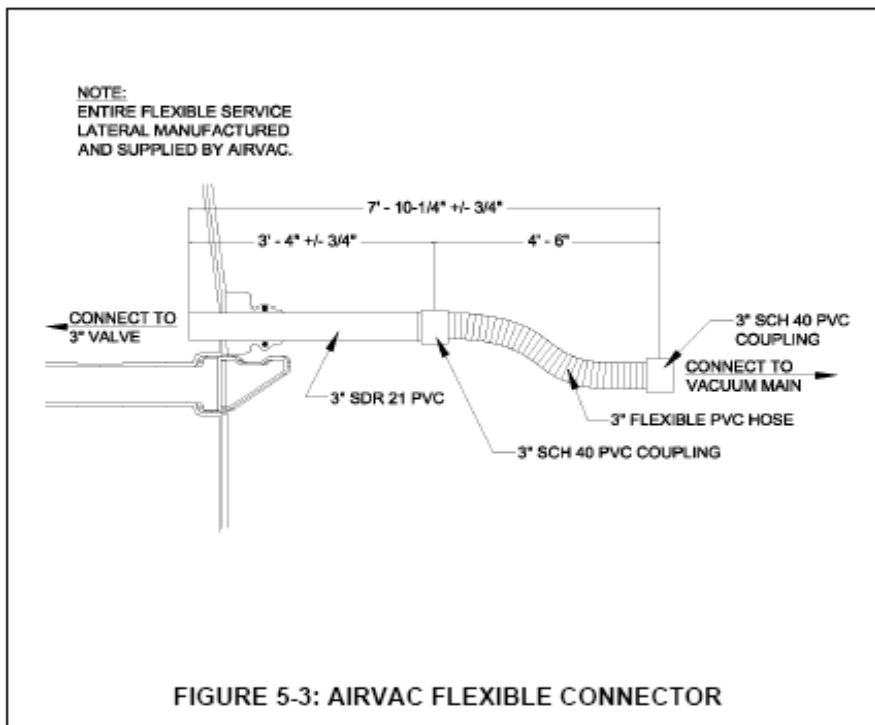 NOTE:
ENTIRE FLEXIBLE SERVICE
LATERAL MANUFACTURED
AND SUPPLIED BY AIRVAC.
7' - 10-1/4" +/- 3/4"
3' - 4" +/- 3/4"
4' - 6"
CONNECT TO
3" VALVE
3" SCH 40 PVC
COUPLING
CONNECT TO
VACUUM MAIN
3" SDR 21 PVC
3" FLEXIBLE PVC HOSE
3" SCH 40 PVC COUPLING
FIGURE 5-3: AIRVAC FLEXIBLE CONNECTOR